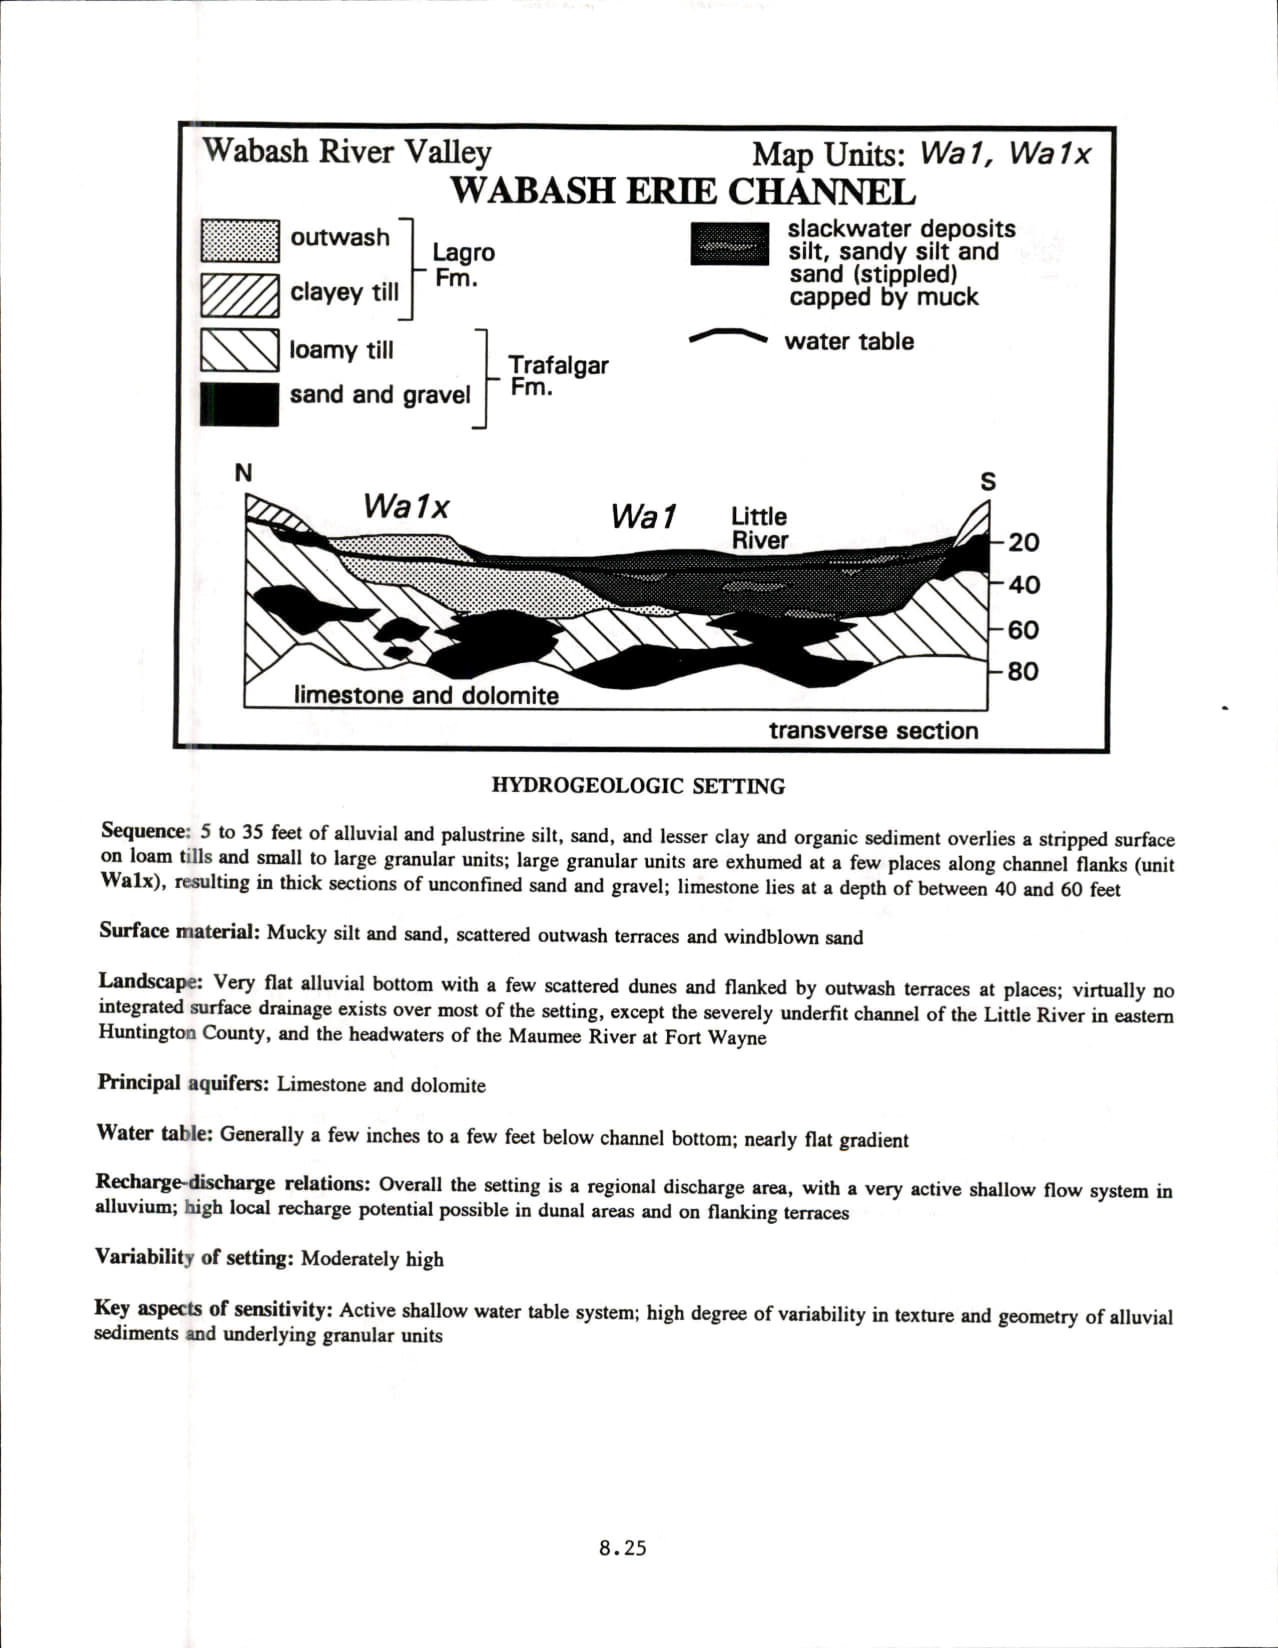 Wabash River Valley
Map Units: Wa1, Wa1x
WABASH ERIE CHANNEL
outwash
clayey till
Lagro
Fm.
loamy till
sand and gravel
Trafalgar
Fm.
slackwater deposits
silt, sandy silt and
sand (stippled)
capped by muck
water table
N
S
Wa1x
Wa1
Little
River
20
40
60
80
limestone and dolomite
transverse section
HYDROGEOLOGIC SETTING
Sequence: 5 to 35 feet of alluvial and palustrine silt, sand, and lesser clay and organic sediment overlies a stripped surface
on loam tills and small to large granular units; large granular units are exhumed at a few places along channel flanks (unit
Wa1x), resulting in thick sections of unconfined sand and gravel; limestone lies at a depth of between 40 and 60 feet
Surface material: Mucky silt and sand, scattered outwash terraces and windblown sand
Landscape: Very flat alluvial bottom with a few scattered dunes and flanked by outwash terraces at places; virtually no
integrated surface drainage exists over most of the setting, except the severely underfit channel of the Little River in eastern
Huntington County, and the headwaters of the Maumee River at Fort Wayne
Principal aquifers: Limestone and dolomite
Water table: Generally a few inches to a few feet below channel bottom; nearly flat gradient
Recharge-discharge relations: Overall the setting is a regional discharge area, with a very active shallow flow system in
alluvium; high local recharge potential possible in dunal areas and on flanking terraces
Variability of setting: Moderately high
Key aspects of sensitivity: Active shallow water table system; high degree of variability in texture and geometry of alluvial
sediments and underlying granular units
8.25